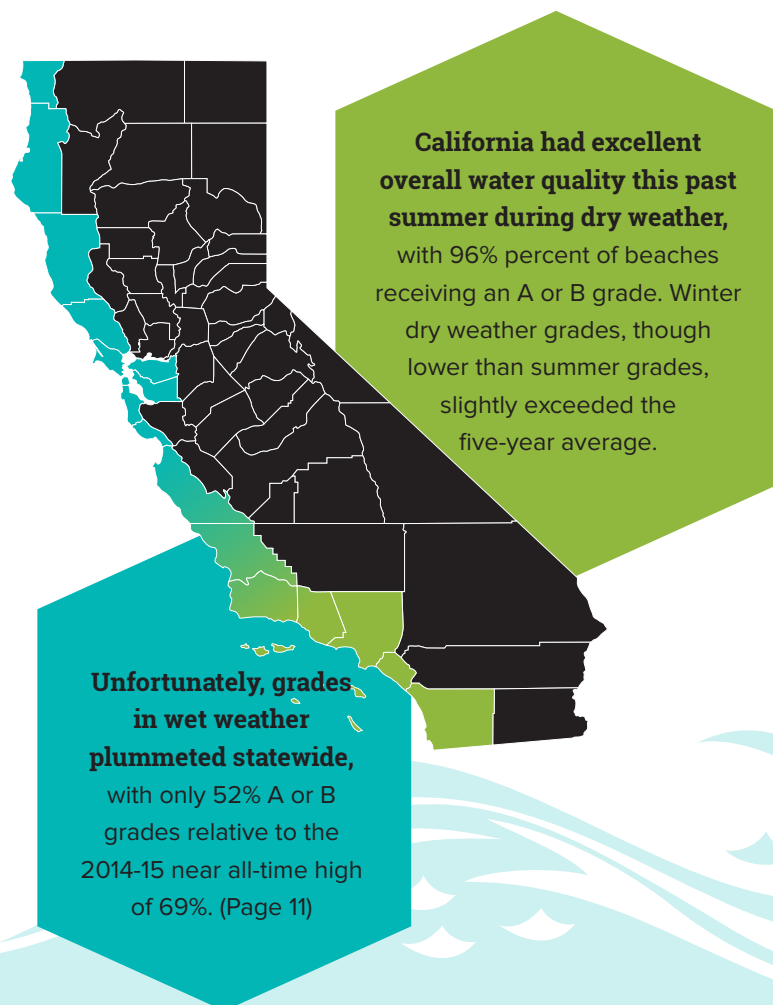 California had excellent
overall water quality this past
summer during dry weather,
with 96% percent of beaches
receiving an A or B grade. Winter
dry weather grades, though
lower than summer grades,
slightly exceeded the
five-year average.
Unfortunately, grades
in wet weather
plummeted statewide,
with only 52% A or B
grades relative to the
2014-15 near all-time high
of 69%. (Page 11)